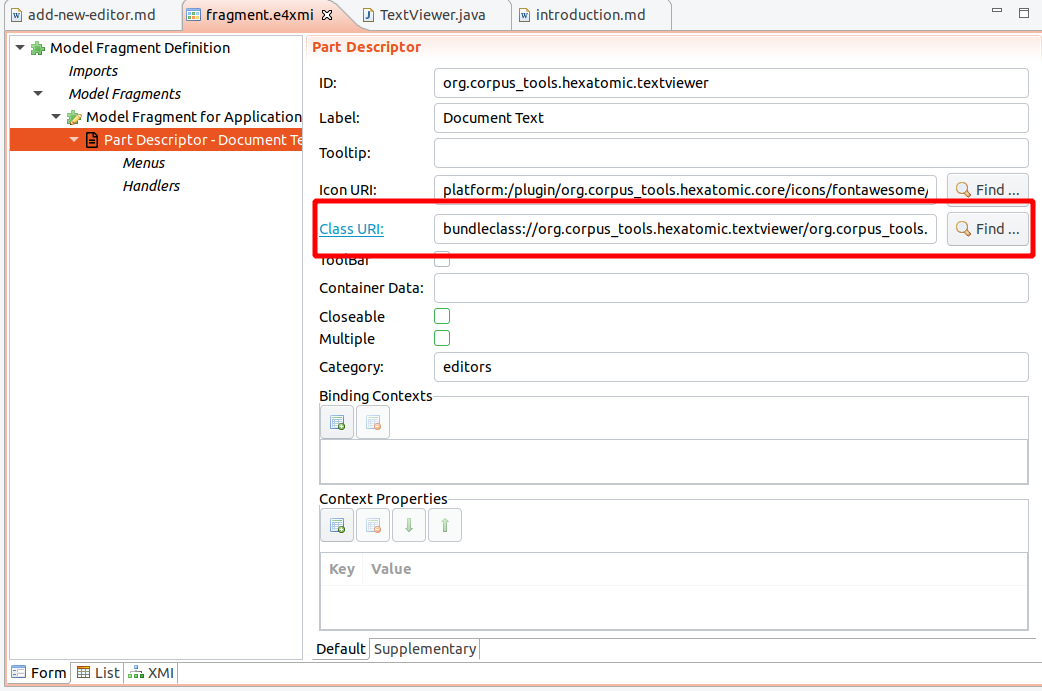 add-new-editor.md fragment.e4xmi TextViewer.java introduction.md
Model Fragment Definition
Imports
Model Fragments
Model Fragment for Application
Part Descriptor - Document Te
Menus
Handlers
Part Descriptor
ID: org.corpus_tools.hexatomic.textviewer
Label: Document Text
Tooltip:
Icon URI: platform:/plugin/org.corpus_tools.hexatomic.core/icons/fontawesome/ Find ...
Class URI: bundleclass://org.corpus_tools.hexatomic.textviewer/org.corpus_tools. Find ...
ToolBar
Container Data:
Closeable
Multiple
Category: editors
Binding Contexts
Context Properties
Key Value
Default Supplementary
Form List XMI